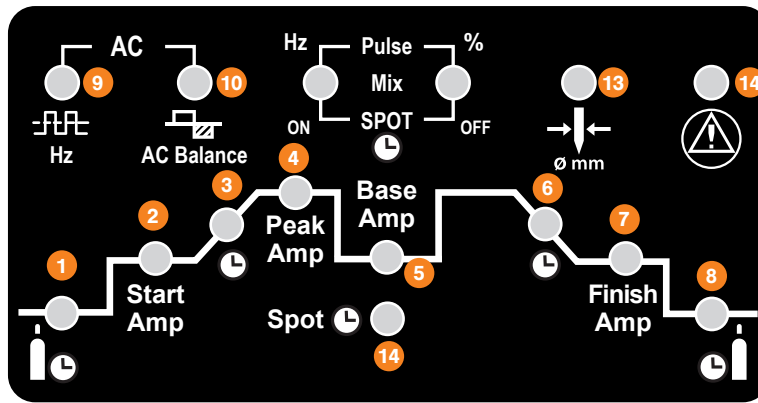 AC
Hz Pulse %
9 10 Mix 13 14
ON SPOT OFF
Hz AC Balance ø mm
4 Base
3 6
2 Peak Amp 7
1 Amp 5 8
Start Finish
Amp Spot Amp
14